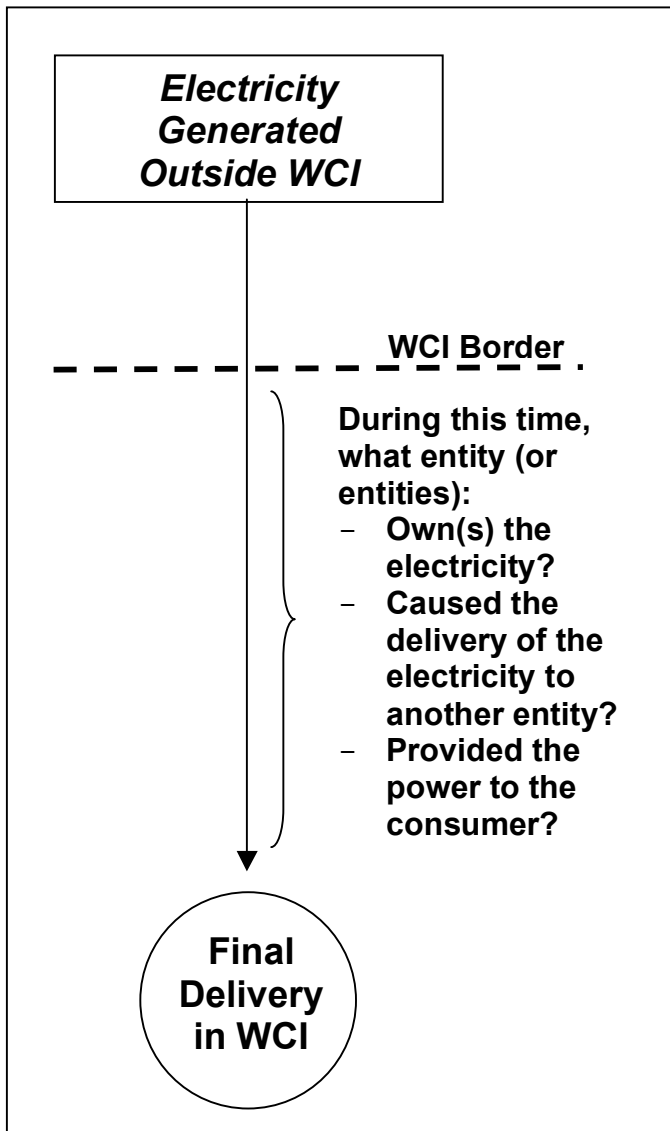 Electricity
Generated
Outside WCI
WCI Border
During this time,
what entity (or
entities):
- Own(s) the
electricity?
- Caused the
delivery of the
electricity to
another entity?
- Provided the
power to the
consumer?
Final
Delivery
in WCI